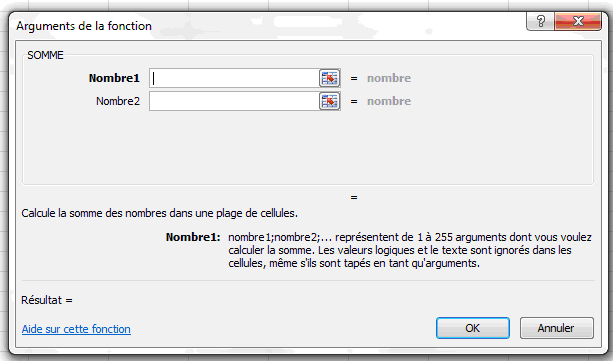 Arguments de la fonction
SOMME
Nombre1 = nombre
Nombre2 = nombre
=
Calcule la somme des nombres dans une plage de cellules.
Nombre1: nombre1;nombre2;... représentent de 1 à 255 arguments dont vous voulez
calculer la somme. Les valeurs logiques et le texte sont ignorés dans les
cellules, même s'ils sont tapés en tant qu'arguments.
Résultat =
Aide sur cette fonction
OK
Annuler